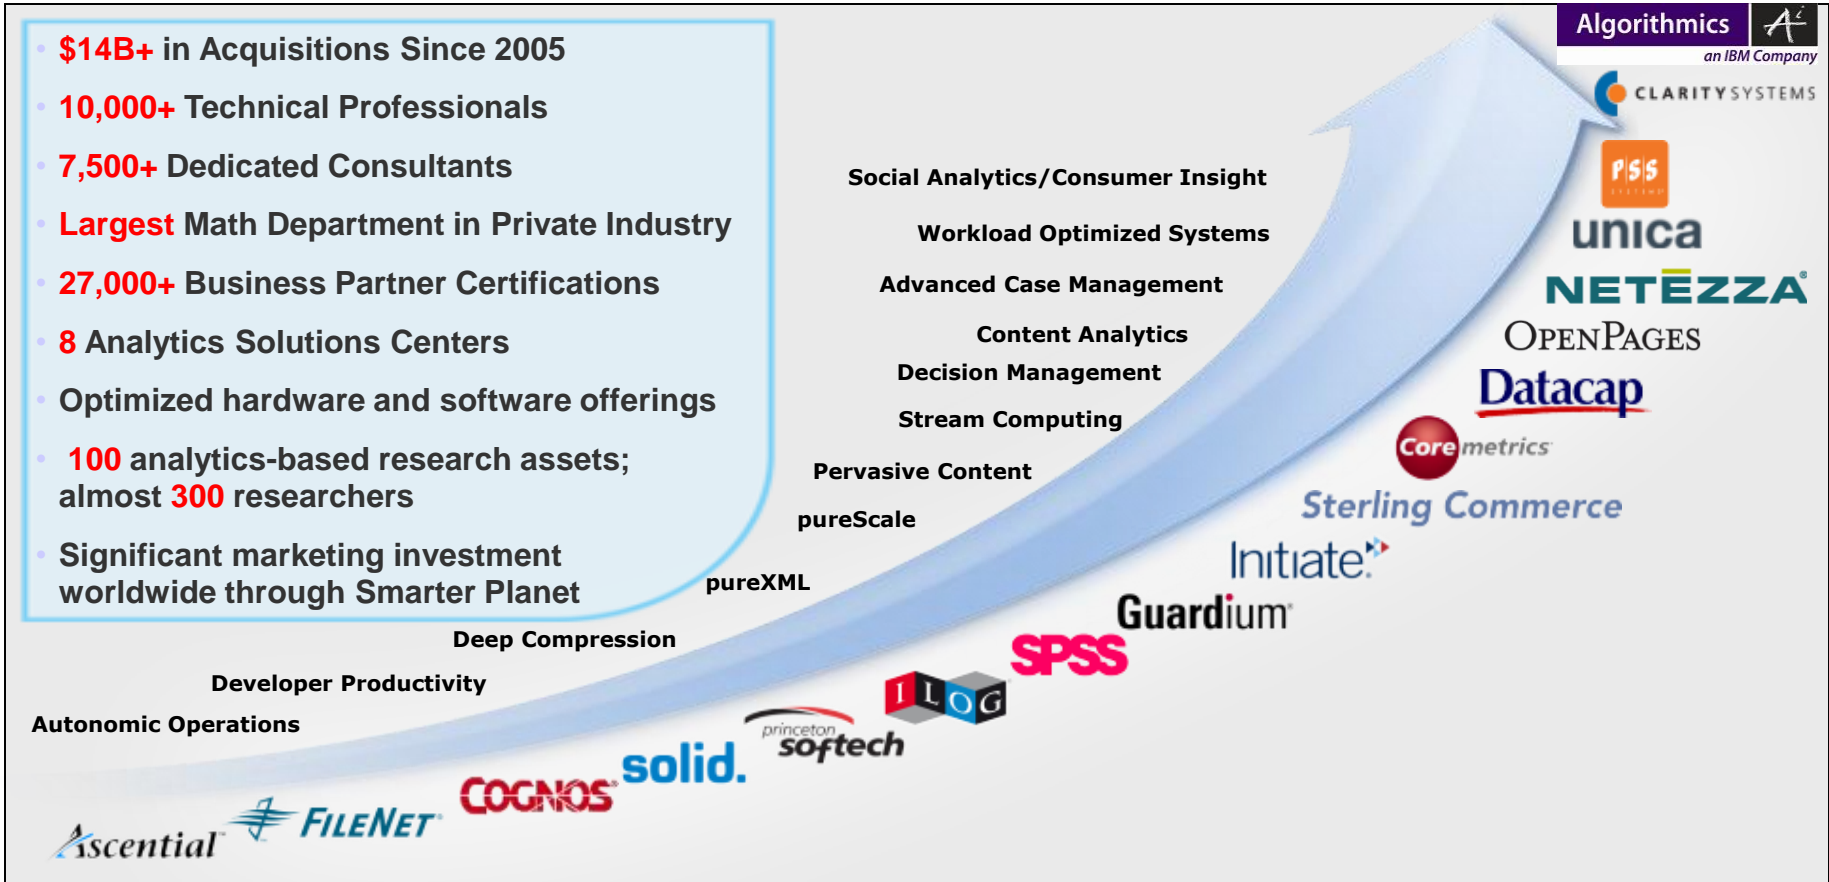 $14B+ in Acquisitions Since 2005
10,000+ Technical Professionals
7,500+ Dedicated Consultants
Largest Math Department in Private Industry
27,000+ Business Partner Certifications
8 Analytics Solutions Centers
Optimized hardware and software offerings
100 analytics-based research assets;
almost 300 researchers
Significant marketing investment
worldwide through Smarter Planet
Social Analytics/Consumer Insight
Workload Optimized Systems
Advanced Case Management
Content Analytics
Decision Management
Stream Computing
Pervasive Content
pureScale
pureXML
Deep Compression
Developer Productivity
Autonomic Operations
Algorithmics Ai
an IBM Company
CLARITY SYSTEMS
PSS
SYSTEMS
unica
NETĒZZA®
OPENPAGES
Datacap
Coremetrics
Sterling Commerce
Initiate
Guardium
SPSS
ILOG
princeton
softech
solid.
COGNOS
FILENET
Ascential™